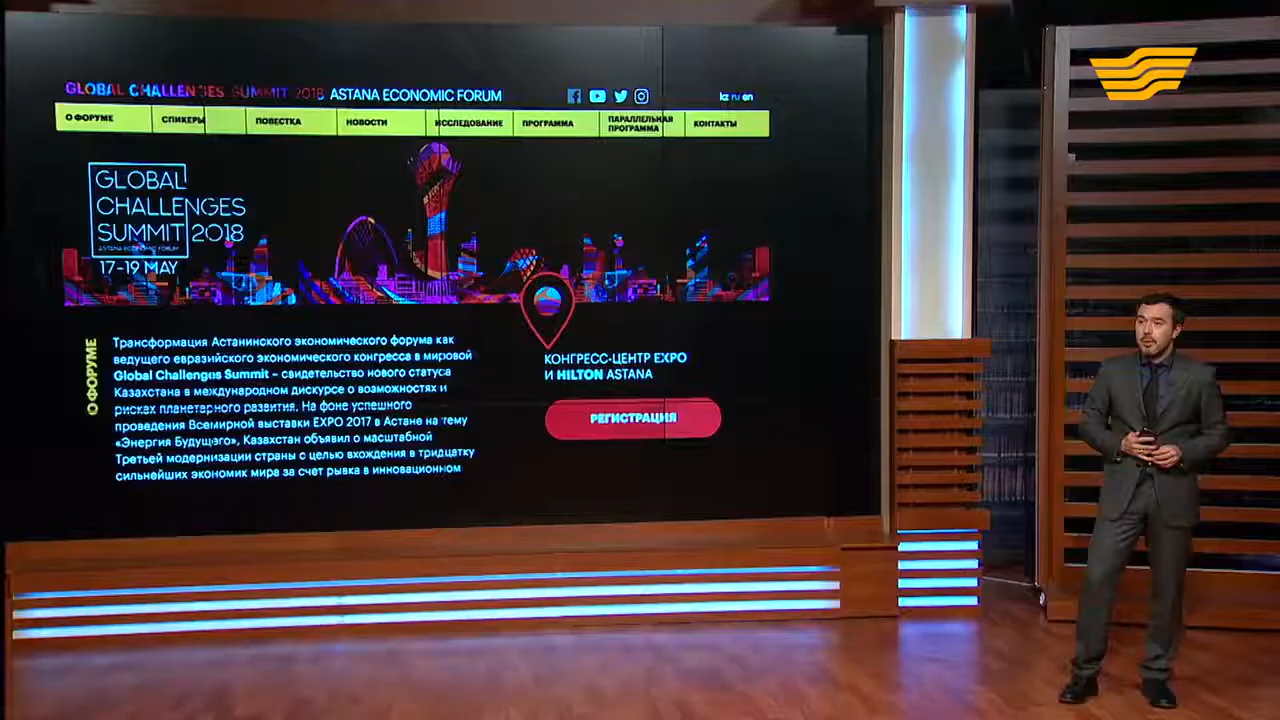 GLOBAL CHALLENGES SUMMIT 2018 ASTANA ECONOMIC FORUM
kz ru en
О ФОРУМЕ СПИКЕРЫ ПОВЕСТКА НОВОСТИ ИССЛЕДОВАНИЕ ПРОГРАММА ПАРАЛЛЕЛЬНАЯ ПРОГРАММА КОНТАКТЫ
GLOBAL
CHALLENGES
SUMMIT 2018
ASTANA ECONOMIC FORUM
17-19 MAY
О ФОРУМЕ
Трансформация Астанинского экономического форума как
ведущего евразийского экономического конгресса в мировой
Global Challenges Summit – свидетельство нового статуса
Казахстана в международном дискурсе о возможностях и
рисках планетарного развития. На фоне успешного
проведения Всемирной выставки EXPO 2017 в Астане на тему
«Энергия Будущего», Казахстан объявил о масштабной
Третьей модернизации страны с целью вхождения в тридцатку
сильнейших экономик мира за счет рывка в инновационном
КОНГРЕСС-ЦЕНТР EXPO
И HILTON ASTANA
РЕГИСТРАЦИЯ